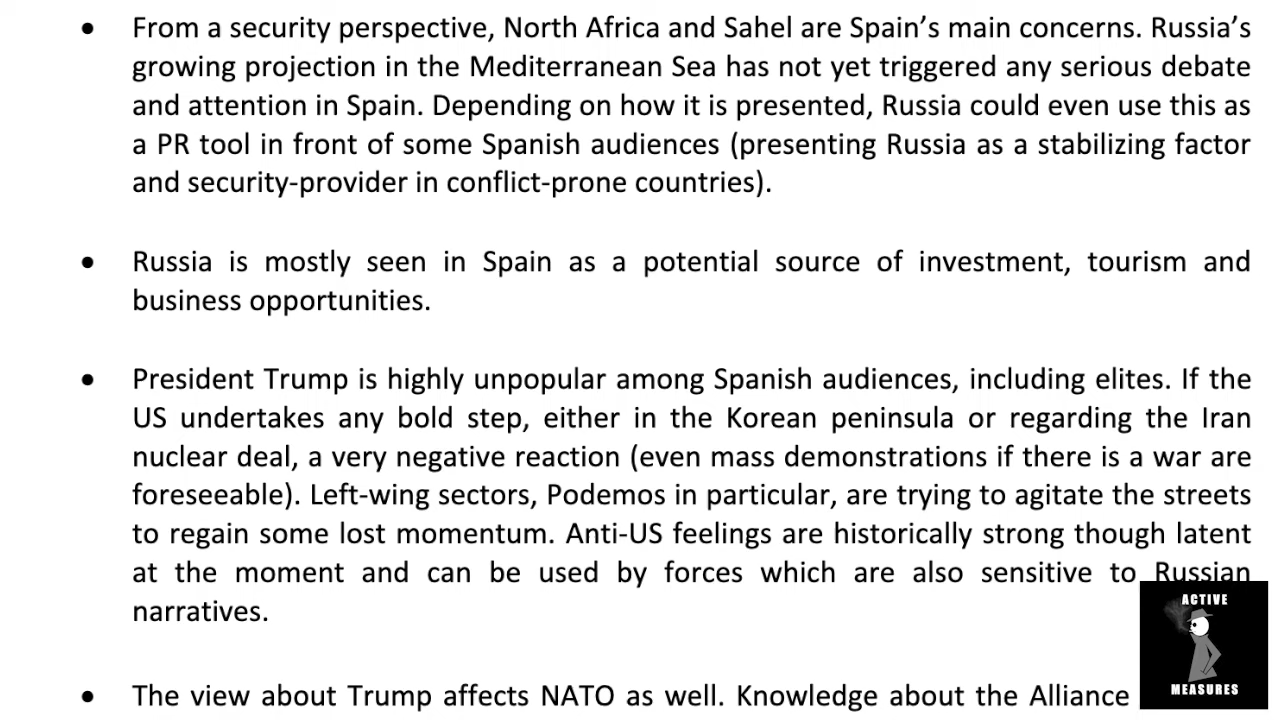 • From a security perspective, North Africa and Sahel are Spain’s main concerns. Russia’s
growing projection in the Mediterranean Sea has not yet triggered any serious debate
and attention in Spain. Depending on how it is presented, Russia could even use this as
a PR tool in front of some Spanish audiences (presenting Russia as a stabilizing factor
and security-provider in conflict-prone countries).
• Russia is mostly seen in Spain as a potential source of investment, tourism and
business opportunities.
• President Trump is highly unpopular among Spanish audiences, including elites. If the
US undertakes any bold step, either in the Korean peninsula or regarding the Iran
nuclear deal, a very negative reaction (even mass demonstrations if there is a war are
foreseeable). Left-wing sectors, Podemos in particular, are trying to agitate the streets
to regain some lost momentum. Anti-US feelings are historically strong though latent
at the moment and can be used by forces which are also sensitive to Russian
narratives.
• The view about Trump affects NATO as well. Knowledge about the Alliance
ACTIVE
MEASURES